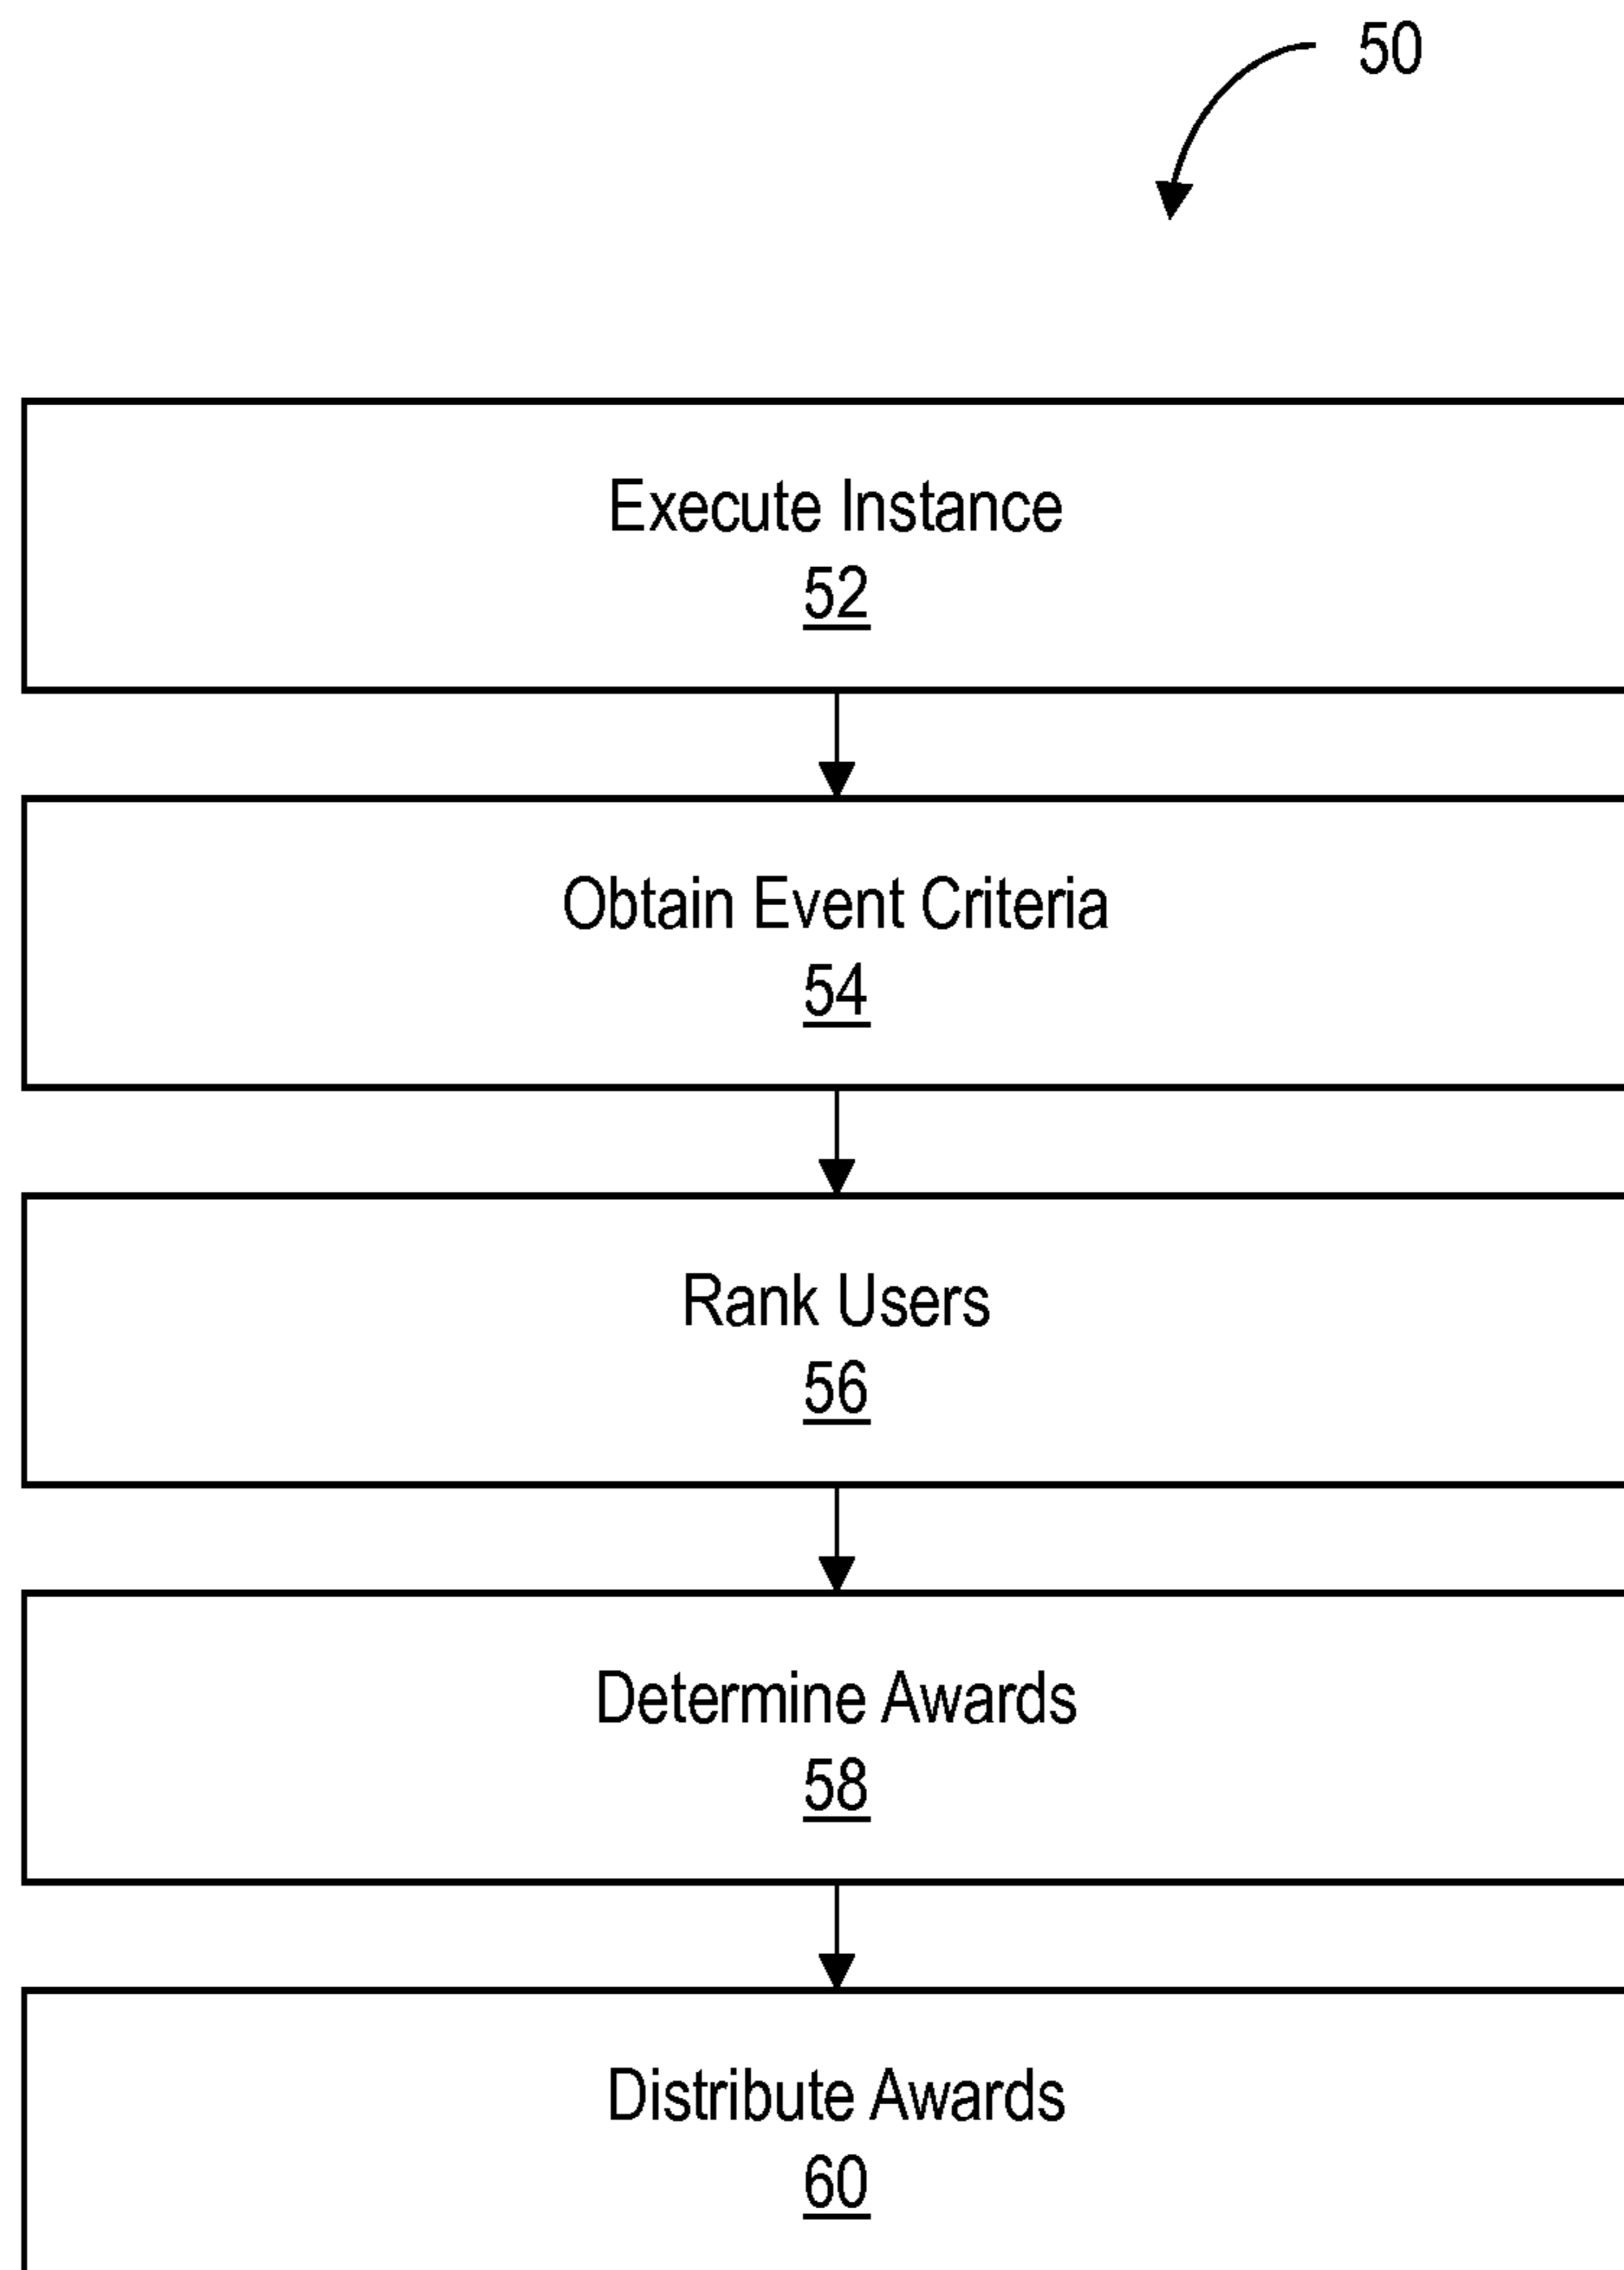 50
Execute Instance
52
Obtain Event Criteria
54
Rank Users
56
Determine Awards
58
Distribute Awards
60